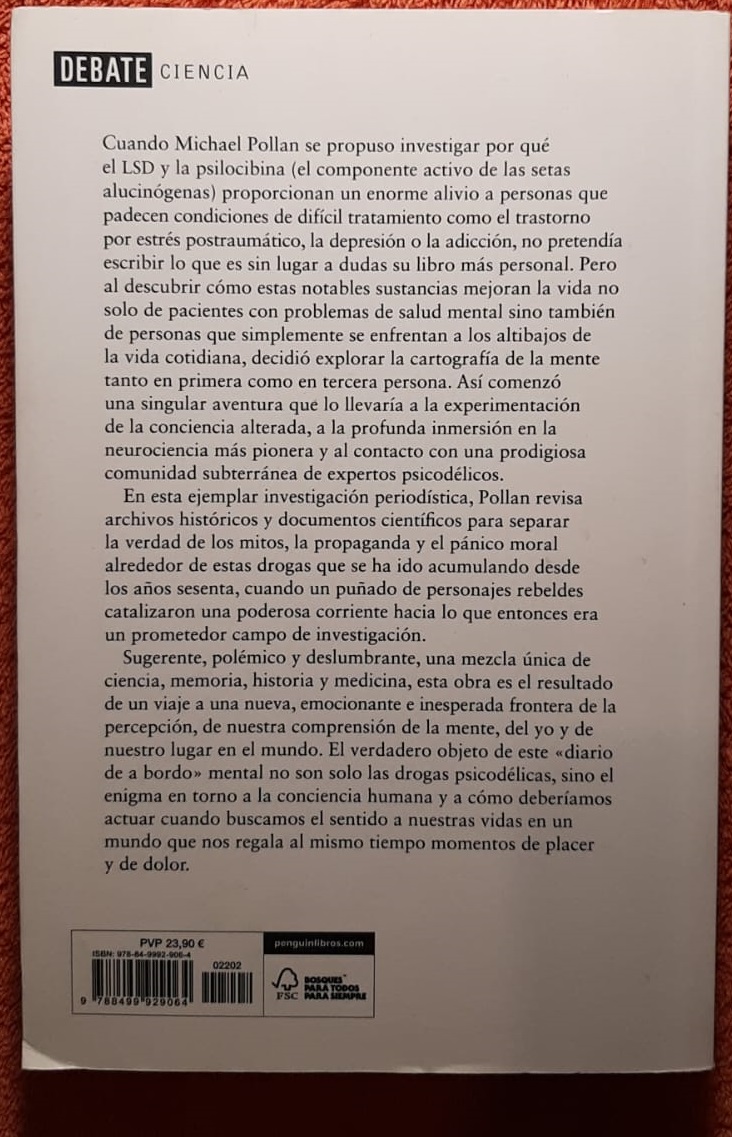 DEBATE CIENCIA
Cuando Michael Pollan se propuso investigar por qué
el LSD y la psilocibina (el componente activo de las setas
alucinógenas) proporcionan un enorme alivio a personas que
padecen condiciones de difícil tratamiento como el trastorno
por estrés postraumático, la depresión o la adicción, no pretendía
escribir lo que es sin lugar a dudas su libro más personal. Pero
al descubrir cómo estas notables sustancias mejoran la vida no
solo de pacientes con problemas de salud mental sino también
de personas que simplemente se enfrentan a los altibajos de
la vida cotidiana, decidió explorar la cartografía de la mente
tanto en primera como en tercera persona. Así comenzó
una singular aventura que lo llevaría a la experimentación
de la conciencia alterada, a la profunda inmersión en la
neurociencia más pionera y al contacto con una prodigiosa
comunidad subterránea de expertos psicodélicos.
En esta ejemplar investigación periodística, Pollan revisa
archivos históricos y documentos científicos para separar
la verdad de los mitos, la propaganda y el pánico moral
alrededor de estas drogas que se ha ido acumulando desde
los años sesenta, cuando un puñado de personajes rebeldes
catalizaron una poderosa corriente hacia lo que entonces era
un prometedor campo de investigación.
Sugerente, polémico y deslumbrante, una mezcla única de
ciencia, memoria, historia y medicina, esta obra es el resultado
de un viaje a una nueva, emocionante e inesperada frontera de la
percepción, de nuestra comprensión de la mente, del yo y de
nuestro lugar en el mundo. El verdadero objeto de este «diario
de a bordo» mental no son solo las drogas psicodélicas, sino el
enigma en torno a la conciencia humana y a cómo deberíamos
actuar cuando buscamos el sentido a nuestras vidas en un
mundo que nos regala al mismo tiempo momentos de placer
y de dolor.
PVP 23,90 €
ISBN: 978-84-9992-906-4
02202
9 788499 929064
penguinlibros.com
FSC
BOSQUES™
PARA TODOS
PARA SIEMPRE